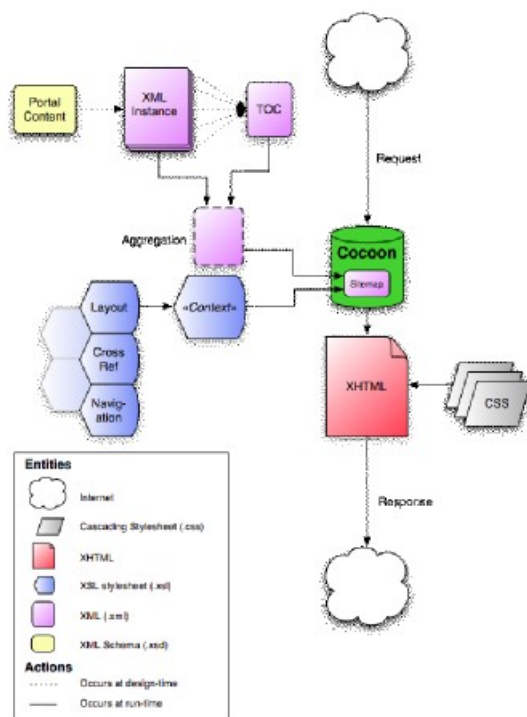 Portal
Content
XML
Instance
TOC
Request
Aggregation
Cocoon
Sitemap
Layout
«Context»
Cross
Ref
Navig-
ation
XHTML
CSS
Response
Entities
Internet
Cascading Stylesheet (.css)
XHTML
XSL stylesheet (.xsl)
XML (.xml)
XML Schema (.xsd)
Actions
Occurs at design-time
Occurs at run-time